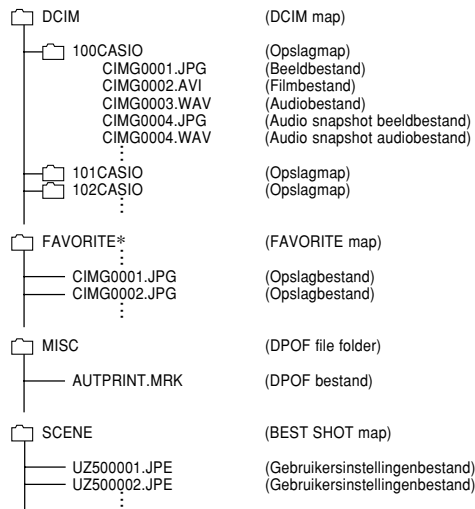 DCIM (DCIM map)
100CASIO (Opslagmap)
CIMG0001.JPG (Beeldbestand)
CIMG0002.AVI (Filmbestand)
CIMG0003.WAV (Audiobestand)
CIMG0004.JPG (Audio snapshot beeldbestand)
CIMG0004.WAV (Audio snapshot audiobestand)
101CASIO (Opslagmap)
102CASIO (Opslagmap)
FAVORITE* (FAVORITE map)
CIMG0001.JPG (Opslagbestand)
CIMG0002.JPG (Opslagbestand)
MISC (DPOF file folder)
AUTPRINT.MRK (DPOF bestand)
SCENE (BEST SHOT map)
UZ500001.JPE (Gebruikersinstellingenbestand)
UZ500002.JPE (Gebruikersinstellingenbestand)